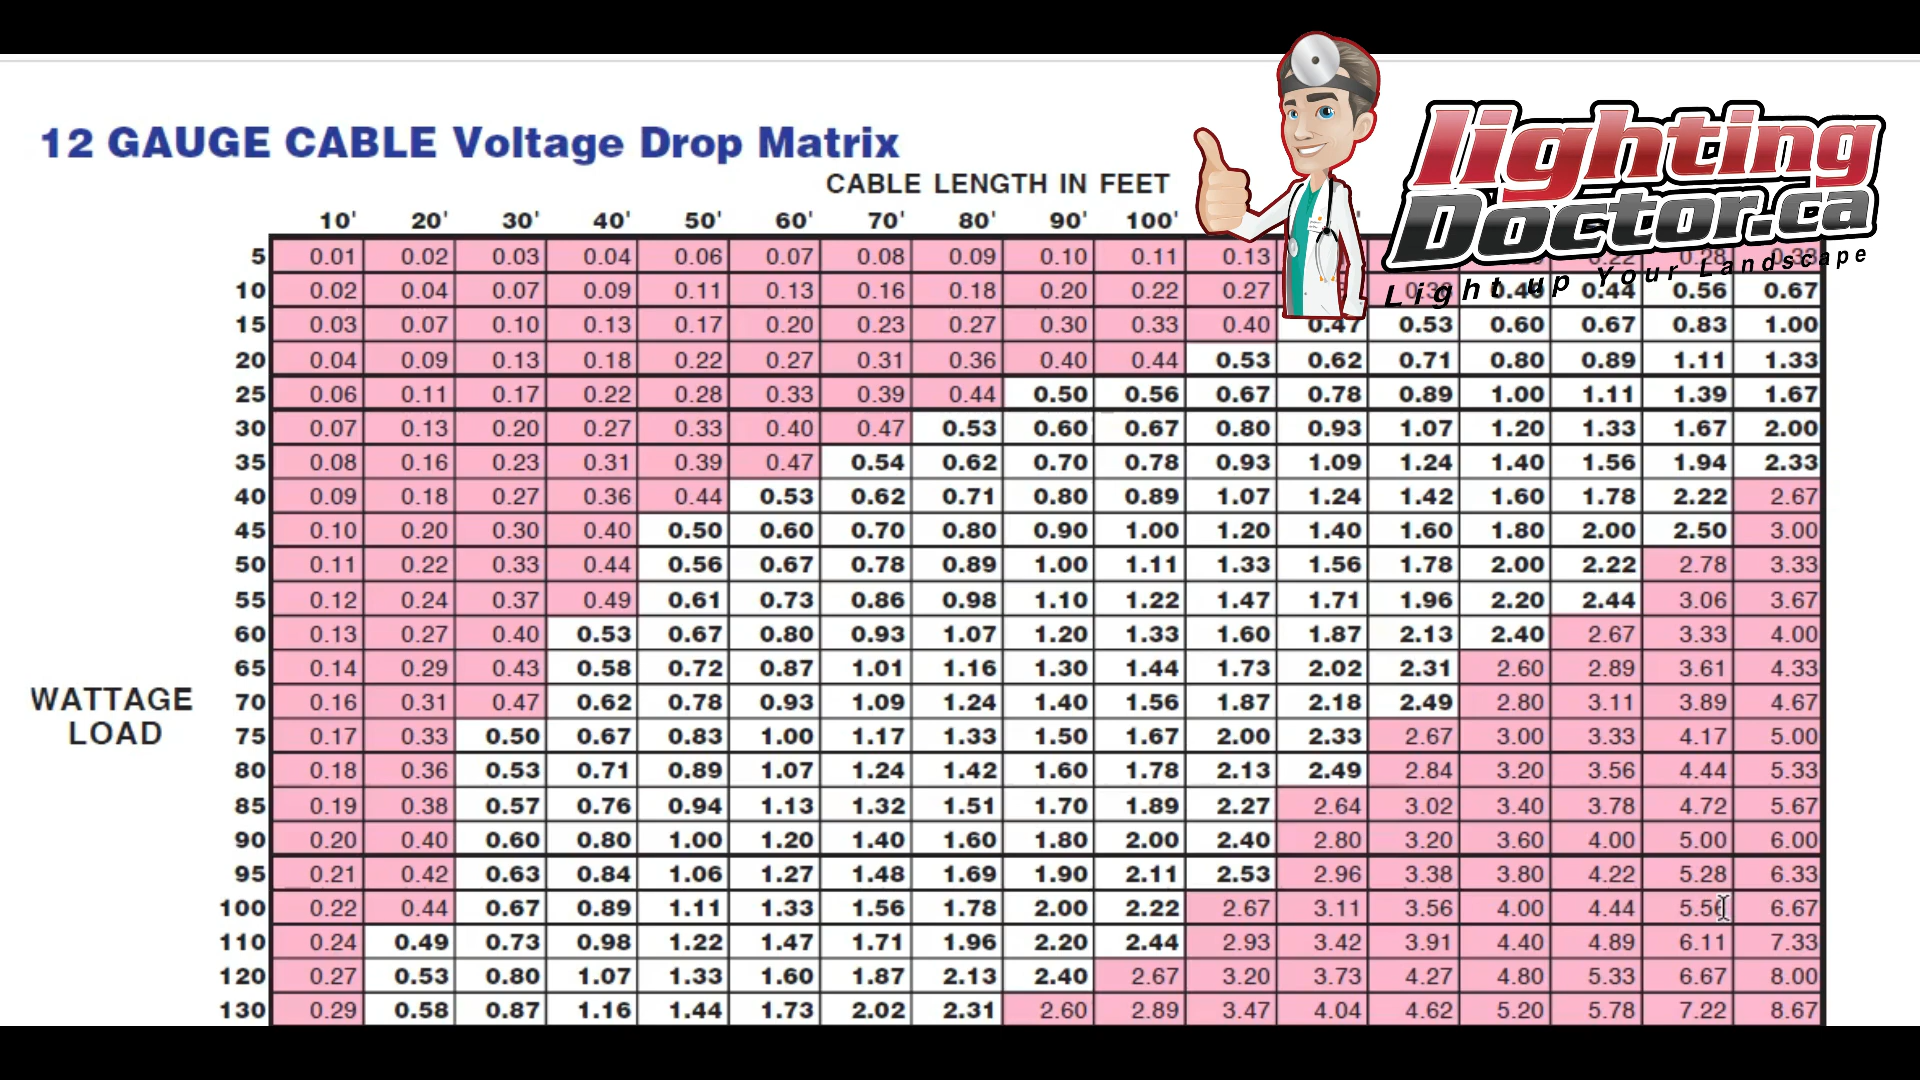 12 GAUGE CABLE Voltage Drop Matrix
lighting
Doctor.ca
Light up Your Landscape
CABLE LENGTH IN FEET
10' 20' 30' 40' 50' 60' 70' 80' 90' 100'
5 0.01 0.02 0.03 0.04 0.06 0.07 0.08 0.09 0.10 0.11 0.13 0.22 0.28 0.33
10 0.02 0.04 0.07 0.09 0.11 0.13 0.16 0.18 0.20 0.22 0.27 0.40 0.44 0.56 0.67
15 0.03 0.07 0.10 0.13 0.17 0.20 0.23 0.27 0.30 0.33 0.40 0.47 0.53 0.60 0.67 0.83 1.00
20 0.04 0.09 0.13 0.18 0.22 0.27 0.31 0.36 0.40 0.44 0.53 0.62 0.71 0.80 0.89 1.11 1.33
25 0.06 0.11 0.17 0.22 0.28 0.33 0.39 0.44 0.50 0.56 0.67 0.78 0.89 1.00 1.11 1.39 1.67
30 0.07 0.13 0.20 0.27 0.33 0.40 0.47 0.53 0.60 0.67 0.80 0.93 1.07 1.20 1.33 1.67 2.00
35 0.08 0.16 0.23 0.31 0.39 0.47 0.54 0.62 0.70 0.78 0.93 1.09 1.24 1.40 1.56 1.94 2.33
40 0.09 0.18 0.27 0.36 0.44 0.53 0.62 0.71 0.80 0.89 1.07 1.24 1.42 1.60 1.78 2.22 2.67
45 0.10 0.20 0.30 0.40 0.50 0.60 0.70 0.80 0.90 1.00 1.20 1.40 1.60 1.80 2.00 2.50 3.00
50 0.11 0.22 0.33 0.44 0.56 0.67 0.78 0.89 1.00 1.11 1.33 1.56 1.78 2.00 2.22 2.78 3.33
55 0.12 0.24 0.37 0.49 0.61 0.73 0.86 0.98 1.10 1.22 1.47 1.71 1.96 2.20 2.44 3.06 3.67
60 0.13 0.27 0.40 0.53 0.67 0.80 0.93 1.07 1.20 1.33 1.60 1.87 2.13 2.40 2.67 3.33 4.00
65 0.14 0.29 0.43 0.58 0.72 0.87 1.01 1.16 1.30 1.44 1.73 2.02 2.31 2.60 2.89 3.61 4.33
WATTAGE
LOAD
70 0.16 0.31 0.47 0.62 0.78 0.93 1.09 1.24 1.40 1.56 1.87 2.18 2.49 2.80 3.11 3.89 4.67
75 0.17 0.33 0.50 0.67 0.83 1.00 1.17 1.33 1.50 1.67 2.00 2.33 2.67 3.00 3.33 4.17 5.00
80 0.18 0.36 0.53 0.71 0.89 1.07 1.24 1.42 1.60 1.78 2.13 2.49 2.84 3.20 3.56 4.44 5.33
85 0.19 0.38 0.57 0.76 0.94 1.13 1.32 1.51 1.70 1.89 2.27 2.64 3.02 3.40 3.78 4.72 5.67
90 0.20 0.40 0.60 0.80 1.00 1.20 1.40 1.60 1.80 2.00 2.40 2.80 3.20 3.60 4.00 5.00 6.00
95 0.21 0.42 0.63 0.84 1.06 1.27 1.48 1.69 1.90 2.11 2.53 2.96 3.38 3.80 4.22 5.28 6.33
100 0.22 0.44 0.67 0.89 1.11 1.33 1.56 1.78 2.00 2.22 2.67 3.11 3.56 4.00 4.44 5.56 6.67
110 0.24 0.49 0.73 0.98 1.22 1.47 1.71 1.96 2.20 2.44 2.93 3.42 3.91 4.40 4.89 6.11 7.33
120 0.27 0.53 0.80 1.07 1.33 1.60 1.87 2.13 2.40 2.67 3.20 3.73 4.27 4.80 5.33 6.67 8.00
130 0.29 0.58 0.87 1.16 1.44 1.73 2.02 2.31 2.60 2.89 3.47 4.04 4.62 5.20 5.78 7.22 8.67